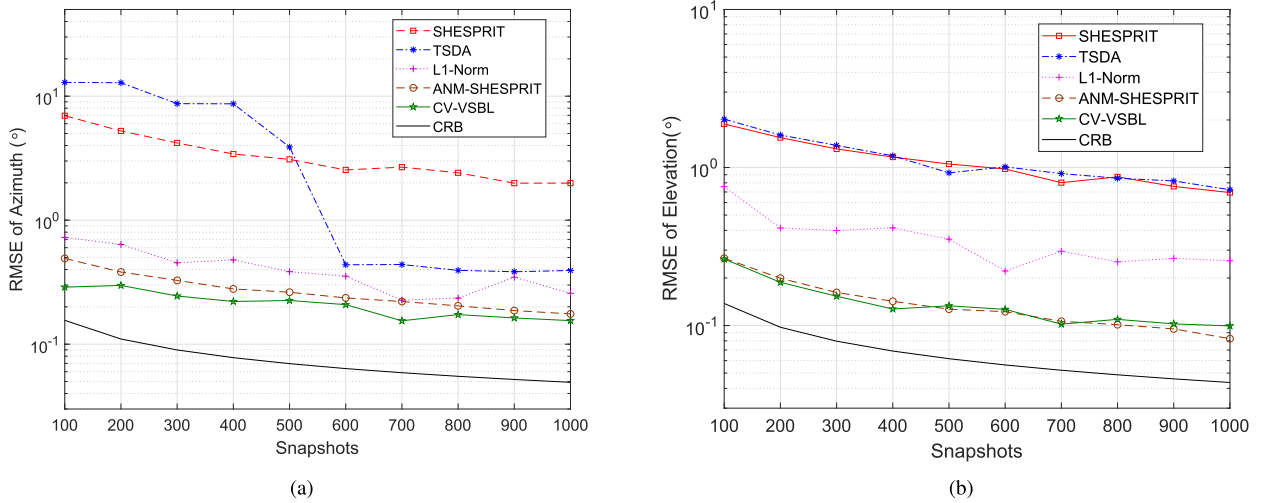 SHESPRIT
TSDA
L1-Norm
ANM-SHESPRIT
CV-VSBL
CRB
10^1
10^0
10^-1
RMSE of Azimuth (°)
100 200 300 400 500 600 700 800 900 1000
Snapshots
(a)
SHESPRIT
TSDA
L1-Norm
ANM-SHESPRIT
CV-VSBL
CRB
10^1
10^0
10^-1
RMSE of Elevation(°)
100 200 300 400 500 600 700 800 900 1000
Snapshots
(b)